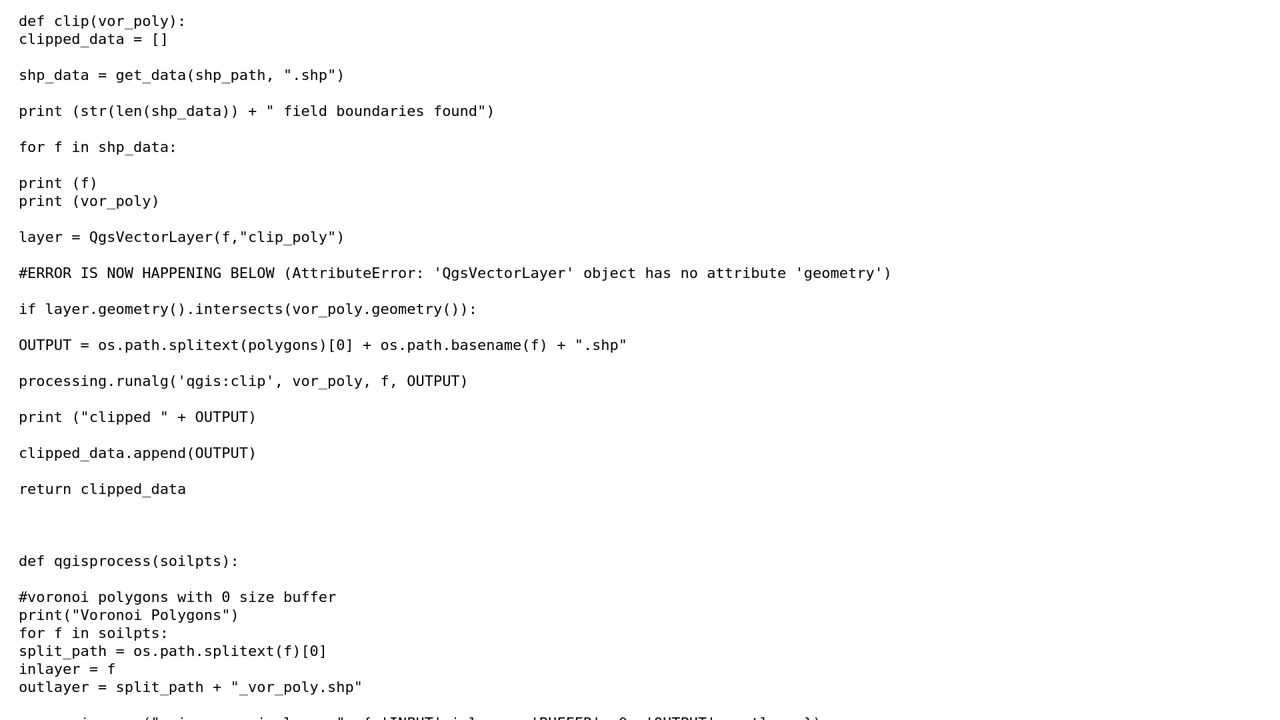 def clip(vor_poly):
clipped_data = []
shp_data = get_data(shp_path, ".shp")
print (str(len(shp_data)) + " field boundaries found")
for f in shp_data:
print (f)
print (vor_poly)
layer = QgsVectorLayer(f,"clip_poly")
#ERROR IS NOW HAPPENING BELOW (AttributeError: 'QgsVectorLayer' object has no attribute 'geometry')
if layer.geometry().intersects(vor_poly.geometry()):
OUTPUT = os.path.splitext(polygons)[0] + os.path.basename(f) + ".shp"
processing.runalg('qgis:clip', vor_poly, f, OUTPUT)
print ("clipped " + OUTPUT)
clipped_data.append(OUTPUT)
return clipped_data
def qgisprocess(soilpts):
#voronoi polygons with 0 size buffer
print("Voronoi Polygons")
for f in soilpts:
split_path = os.path.splitext(f)[0]
inlayer = f
outlayer = split_path + "_vor_poly.shp"